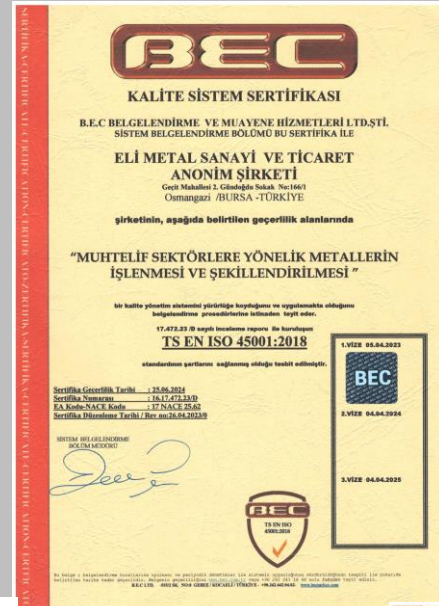 BEC
KALİTE SİSTEM SERTİFİKASI
B.E.C BELGELENDİRME VE MUAYENE HİZMETLERİ LTD.ŞTİ.
SİSTEM BELGELENDİRME BÖLÜMÜ BU SERTİFİKA İLE
ELİ METAL SANAYİ VE TİCARET
ANONİM ŞİRKETİ
Geçit Mahallesi 2. Gündoğdu Sokak No:166/1
Osmangazi /BURSA -TÜRKİYE
şirketinin, aşağıda belirtilen geçerlilik alanlarında
"MUHTELİF SEKTÖRLERE YÖNELİK METALLERİN
İŞLENMESİ VE ŞEKİLLENDİRİLMESİ "
bir kalite yönetim sistemini yürürlüğe koyduğunu ve uygulamakta olduğunu
belgelendirme prosedürlerine istinaden teyit eder.
17.472.23 /D sayılı inceleme raporu ile kuruluşun
TS EN ISO 45001:2018
standardının şartlarını sağlamış olduğu tesbit edilmiştir.
Sertifika Geçerlilik Tarihi : 25.06.2024
Sertifika Numarası : 16.17.472.23/D
EA Kodu-NACE Kodu : 17 NACE 25.62
Sertifika Düzenleme Tarihi / Rev no:26.04.2023/0
SİSTEM BELGELENDİRME
BÖLÜM MÜDÜRÜ
1.VİZE 05.04.2023
BEC
2.VİZE 04.04.2024
3.VİZE 04.04.2025
BEC
TS EN ISO
45001:2018